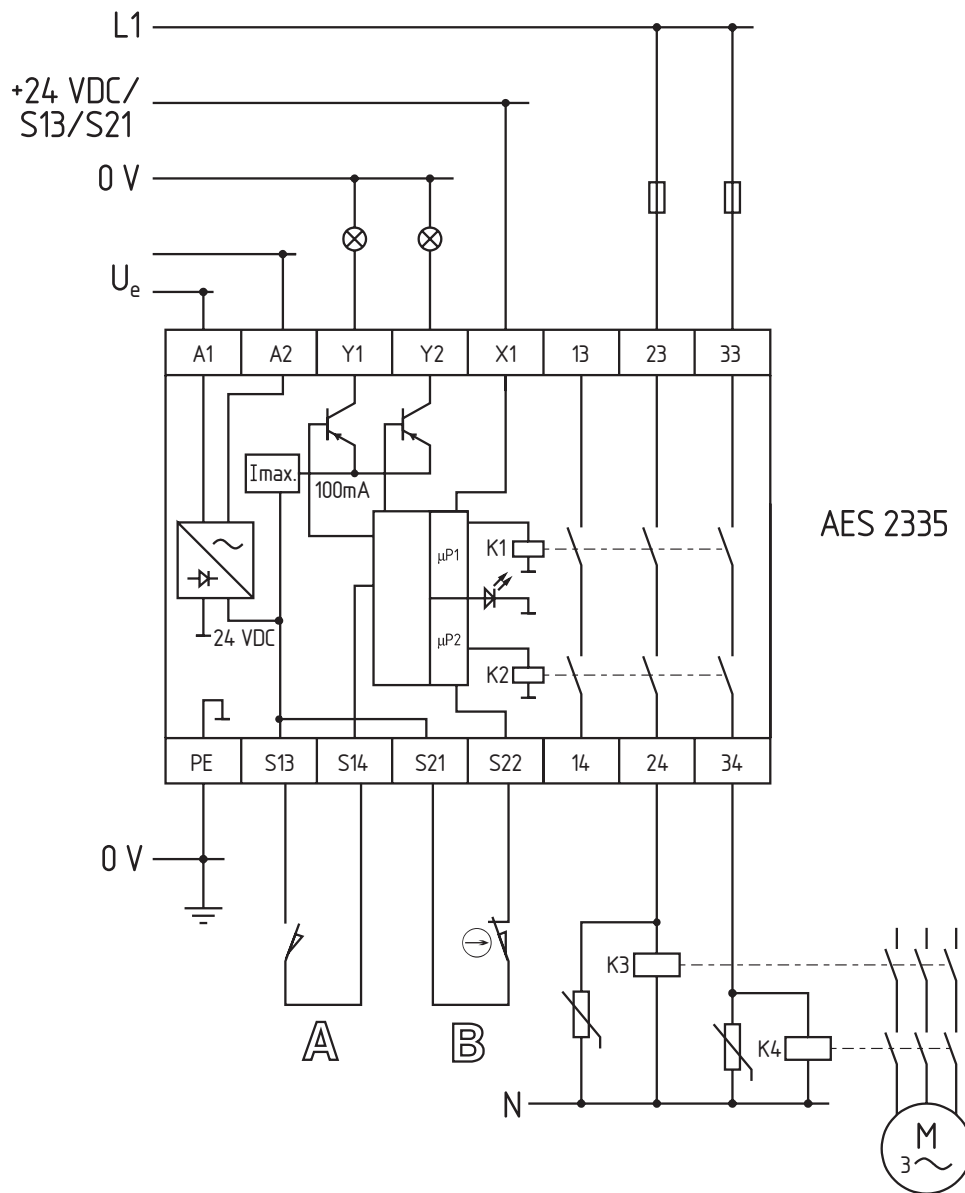 L1
+24 VDC/
S13/S21
0 V
Ue
A1 A2 Y1 Y2 X1 13 23 33
Imax.
100mA
AES 2335
µP1
K1
24 VDC
µP2
K2
PE S13 S14 S21 S22 14 24 34
0 V
K3
A B
K4
N
M
3